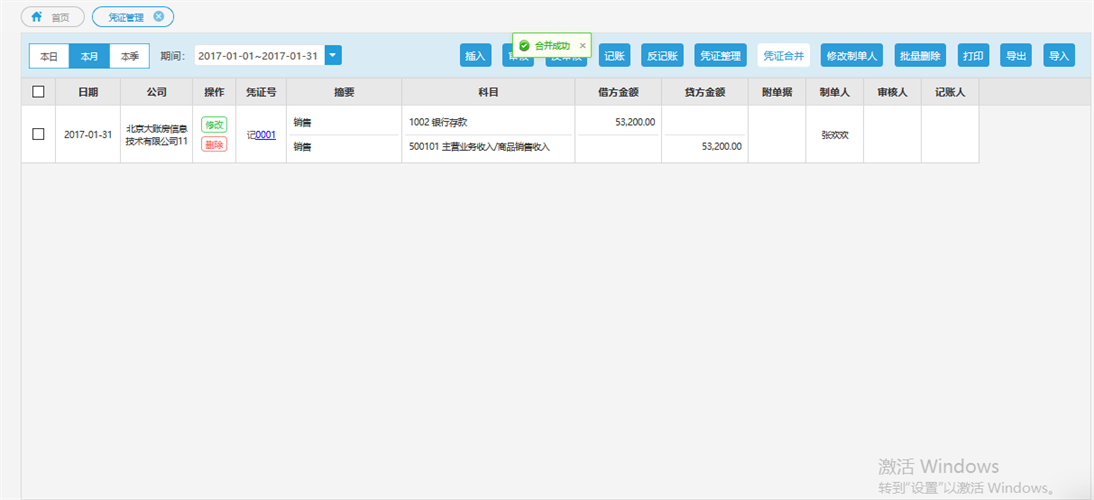 首页
凭证管理
本日 本月 本季 期间: 2017-01-01~2017-01-31
合并成功
插入 审核 反审核 记账 反记账 凭证整理 凭证合并 修改制单人 批量删除 打印 导出 导入
日期 公司 操作 凭证号 摘要 科目 借方金额 贷方金额 附单据 制单人 审核人 记账人
2017-01-31
北京大账房信息
技术有限公司11
修改
删除
记0001
销售 1002 银行存款 53,200.00
销售 500101 主营业务收入/商品销售收入 53,200.00
张欢欢
激活 Windows
转到"设置"以激活 Windows。